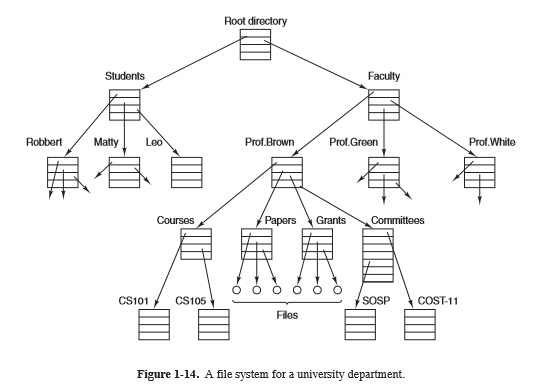 Root directory
Students Faculty
Robbert Matty Leo Prof.Brown Prof.Green Prof.White
Courses Papers Grants Committees
CS101 CS105 SOSP COST-11
Files
Figure 1-14. A file system for a university department.